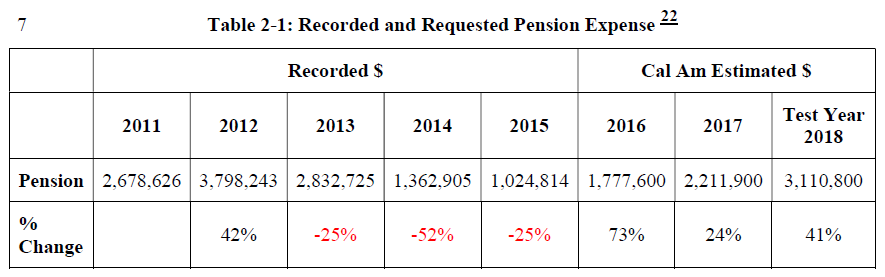 7 Table 2-1: Recorded and Requested Pension Expense 22
Recorded $ Cal Am Estimated $
2011 2012 2013 2014 2015 2016 2017 Test Year 2018
Pension 2,678,626 3,798,243 2,832,725 1,362,905 1,024,814 1,777,600 2,211,900 3,110,800
% Change 42% -25% -52% -25% 73% 24% 41%